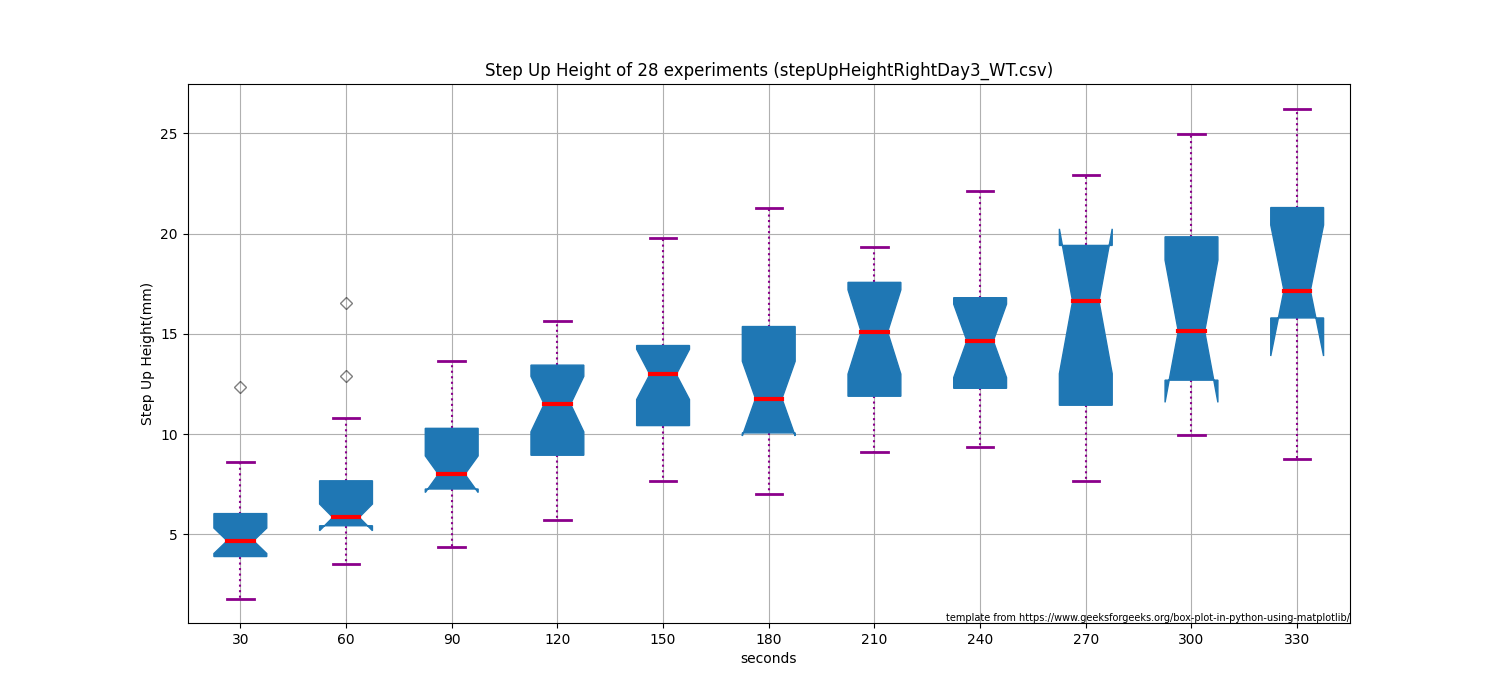 Step Up Height of 28 experiments (stepUpHeightRightDay3_WT.csv)
Step Up Height(mm)
25
20
15
10
5
template from https://www.geeksforgeeks.org/box-plot-in-python-using-matplotlib/
30 60 90 120 150 180 210 240 270 300 330
seconds